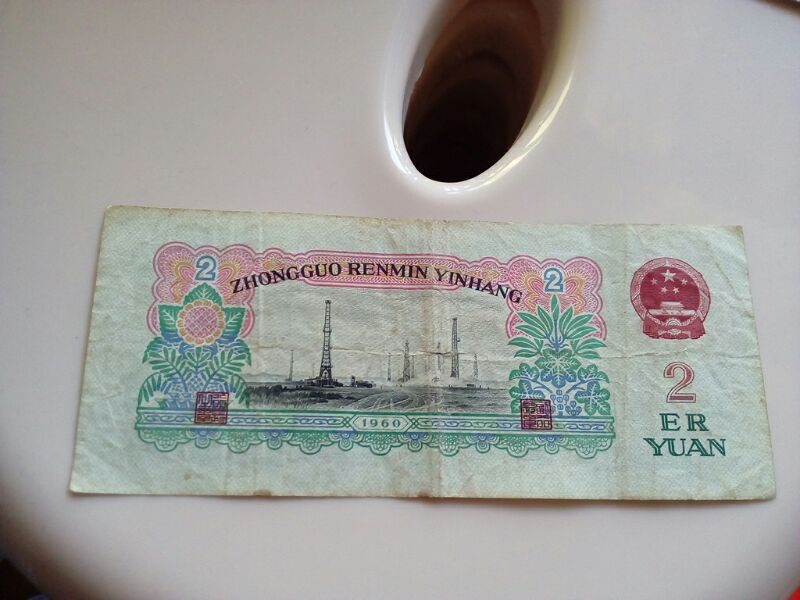 2
2
ZHONGGUO RENMIN YINHANG
1960
2
ER
YUAN